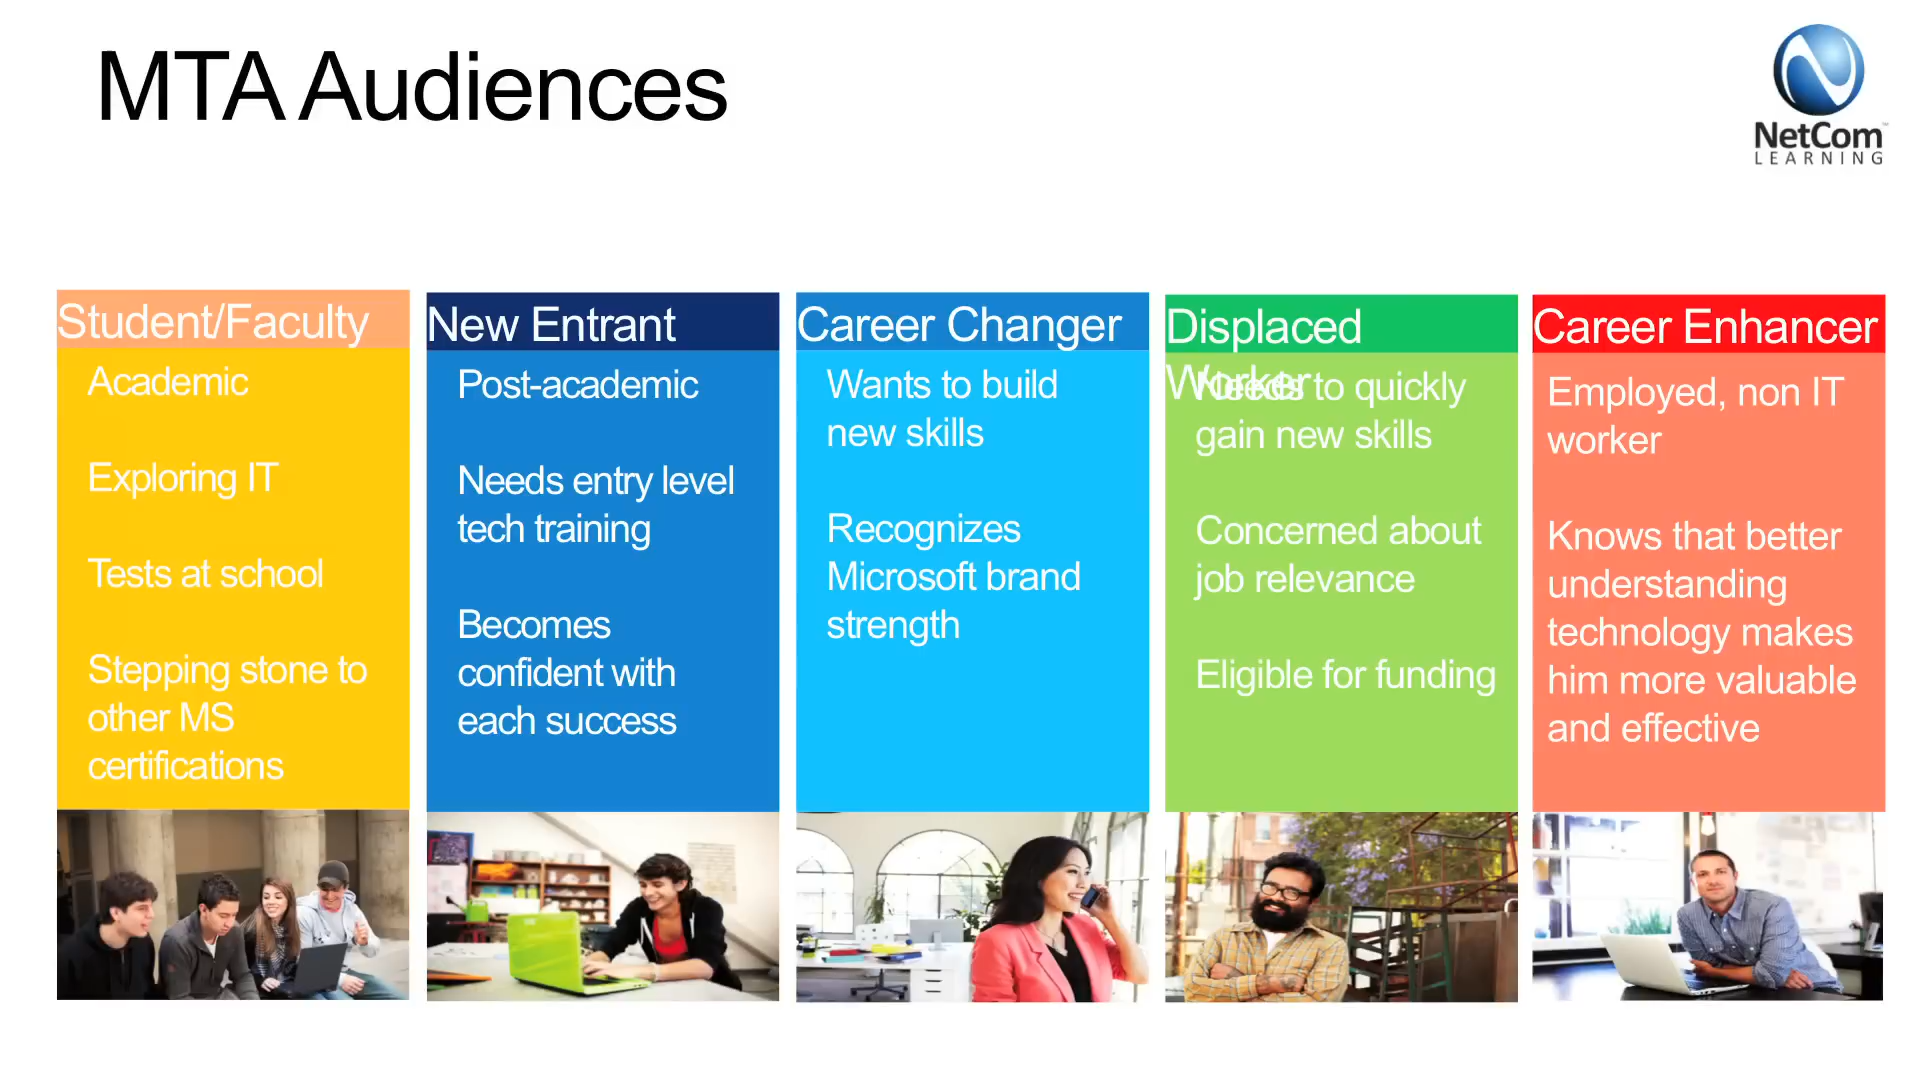 MTA Audiences
NetCom
LEARNING
Student/Faculty
Academic
Exploring IT
Tests at school
Stepping stone to
other MS
certifications
New Entrant
Post-academic
Needs entry level
tech training
Becomes
confident with
each success
Career Changer
Wants to build
new skills
Recognizes
Microsoft brand
strength
Displaced
Worker
Needs to quickly
gain new skills
Concerned about
job relevance
Eligible for funding
Career Enhancer
Employed, non IT
worker
Knows that better
understanding
technology makes
him more valuable
and effective